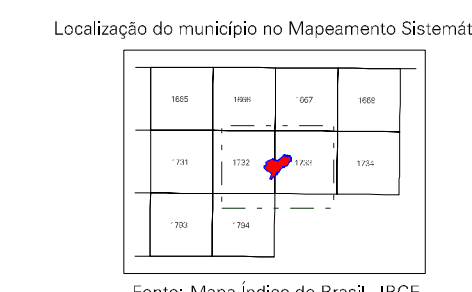 Localização do município no Mapeamento Sistemát
1665 1666 1667 1668
1731 1732 1733 1734
1793 1794
Fonte: Mapa Índice do Brasil, IBGE